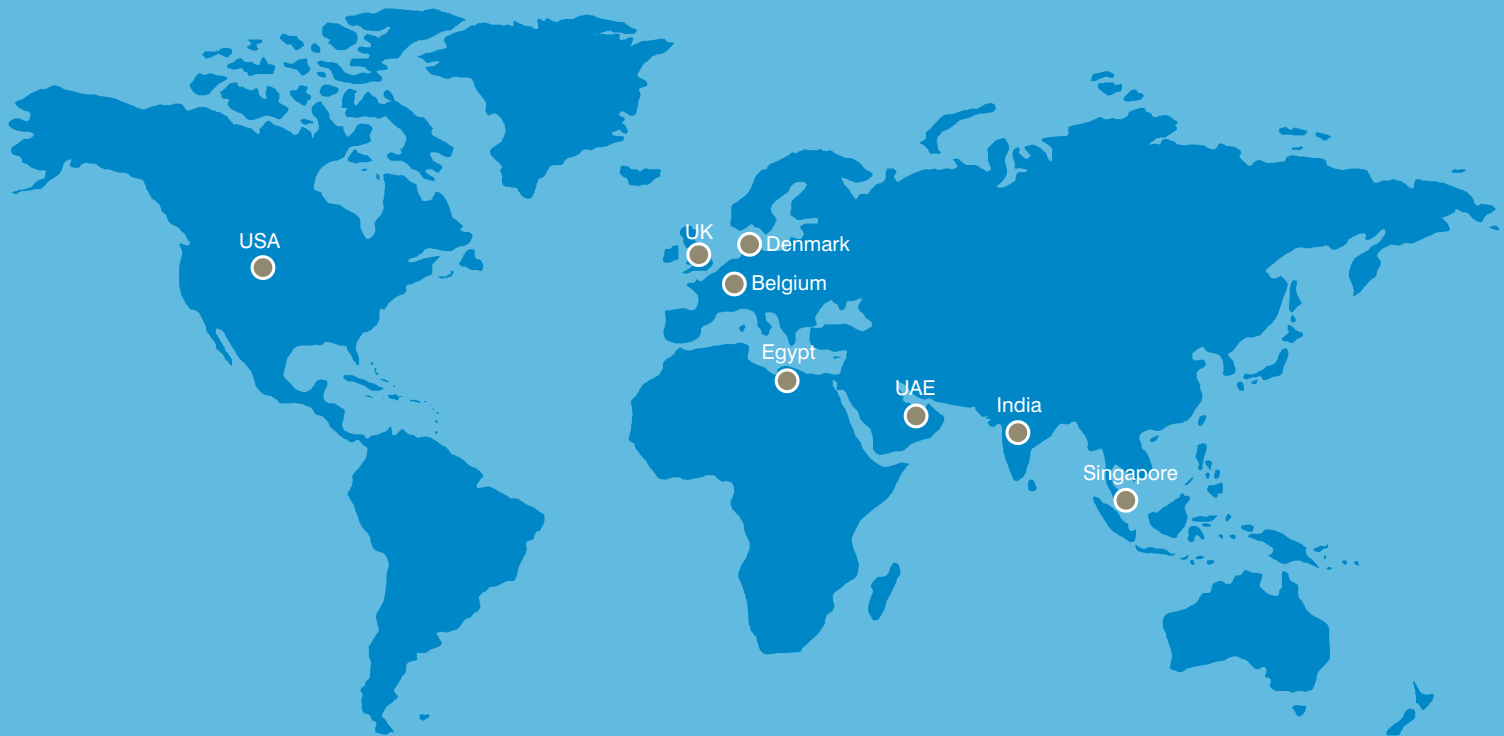 USA
UK
Denmark
Belgium
Egypt
UAE
India
Singapore